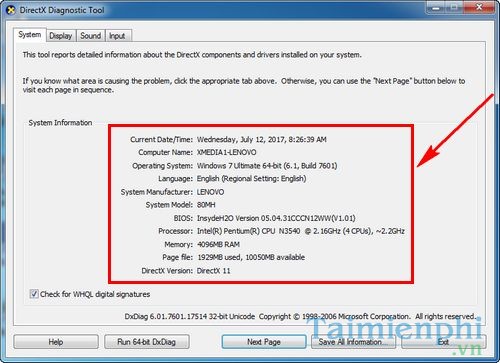 DirectX Diagnostic Tool
System Display Sound Input
This tool reports detailed information about the DirectX components and drivers installed on your system.
If you know what area is causing the problem, click the appropriate tab above. Otherwise, you can use the "Next Page" button below to
visit each page in sequence.
System Information
Current Date/Time: Wednesday, July 12, 2017, 8:26:39 AM
Computer Name: XMEDIA1-LENOVO
Operating System: Windows 7 Ultimate 64-bit (6.1, Build 7601)
Language: English (Regional Setting: English)
System Manufacturer: LENOVO
System Model: 80MH
BIOS: InsydeH2O Version 05.04.31CCCN12WW(V1.01)
Processor: Intel(R) Pentium(R) CPU N3540 @ 2.16GHz (4 CPUs), ~2.2GHz
Memory: 4096MB RAM
Page file: 1929MB used, 10050MB available
DirectX Version: DirectX 11
Check for WHQL digital signatures
DxDiag 6.01.7601.17514 32-bit Unicode Copyright © 1998-2006 Microsoft Corporation. All rights reserved.
Help Run 64-bit DxDiag Next Page Save All Information... Exit
Taimienphi
.vn